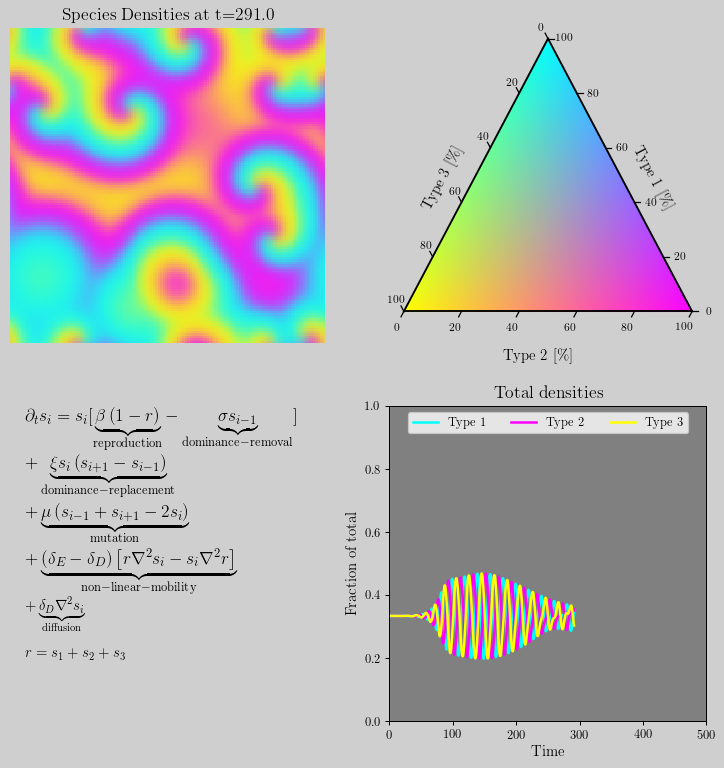 Species Densities at t=291.0
0
100
20
80
40
60
Type 3 [%]
Type 1 [%]
60
40
80
20
100
0
0
20
40
60
80
100
Type 2 [%]
∂ₜsᵢ = sᵢ[ β (1 − r) − σsᵢ₋₁ ]
reproduction dominance−removal
+ ξsᵢ (sᵢ₊₁ − sᵢ₋₁)
dominance−replacement
+ μ (sᵢ₋₁ + sᵢ₊₁ − 2sᵢ)
mutation
+ (δ_E − δ_D) [r∇²sᵢ − sᵢ∇²r]
non−linear−mobility
+ δ_D∇²sᵢ
diffusion
r = s₁ + s₂ + s₃
Total densities
Type 1 Type 2 Type 3
Fraction of total
1.0
0.8
0.6
0.4
0.2
0.0
0 100 200 300 400 500
Time